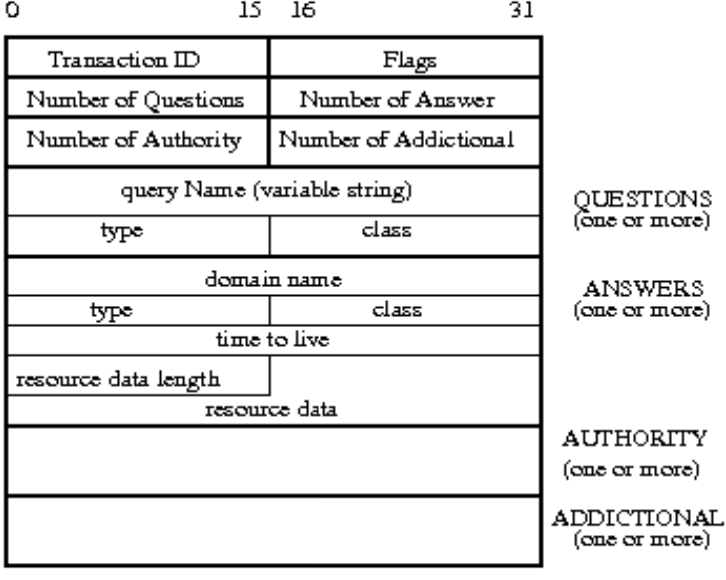 0 15 16 31
Transaction ID Flags
Number of Questions Number of Answer
Number of Authority Number of Addictional
query Name (variable string)
type class
QUESTIONS
(one or more)
domain name
type class
time to live
resource data length
resource data
ANSWERS
(one or more)
AUTHORITY
(one or more)
ADDICTIONAL
(one or more)